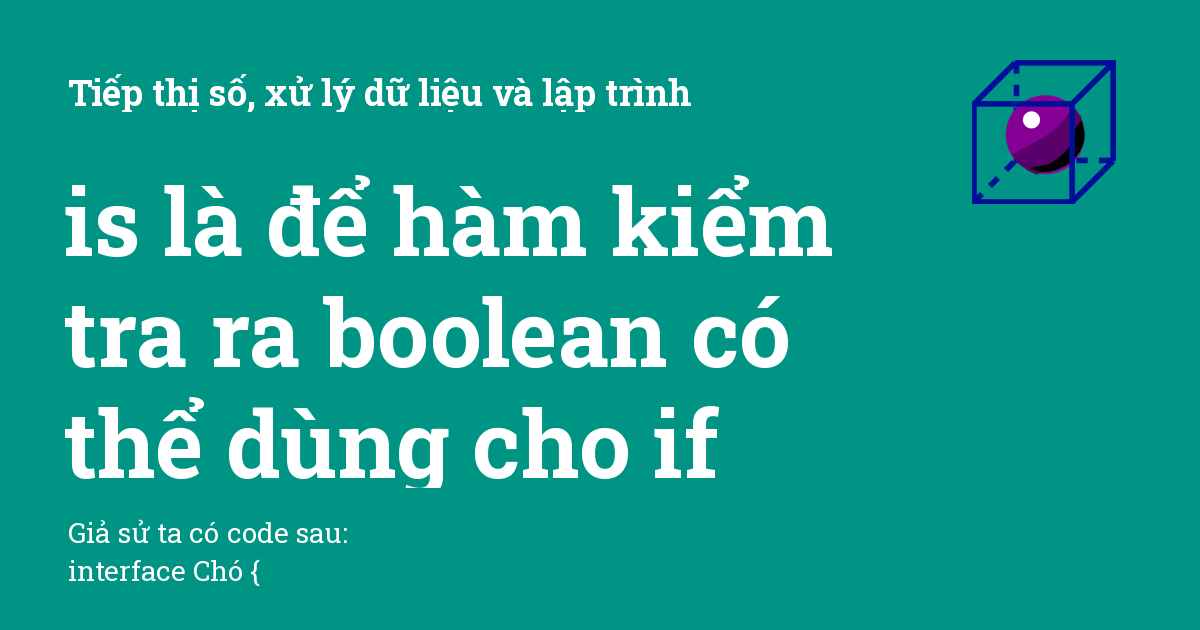 Tiếp thị số, xử lý dữ liệu và lập trình
is là để hàm kiểm
tra ra boolean có
thể dùng cho if
Giả sử ta có code sau:
interface Chó {